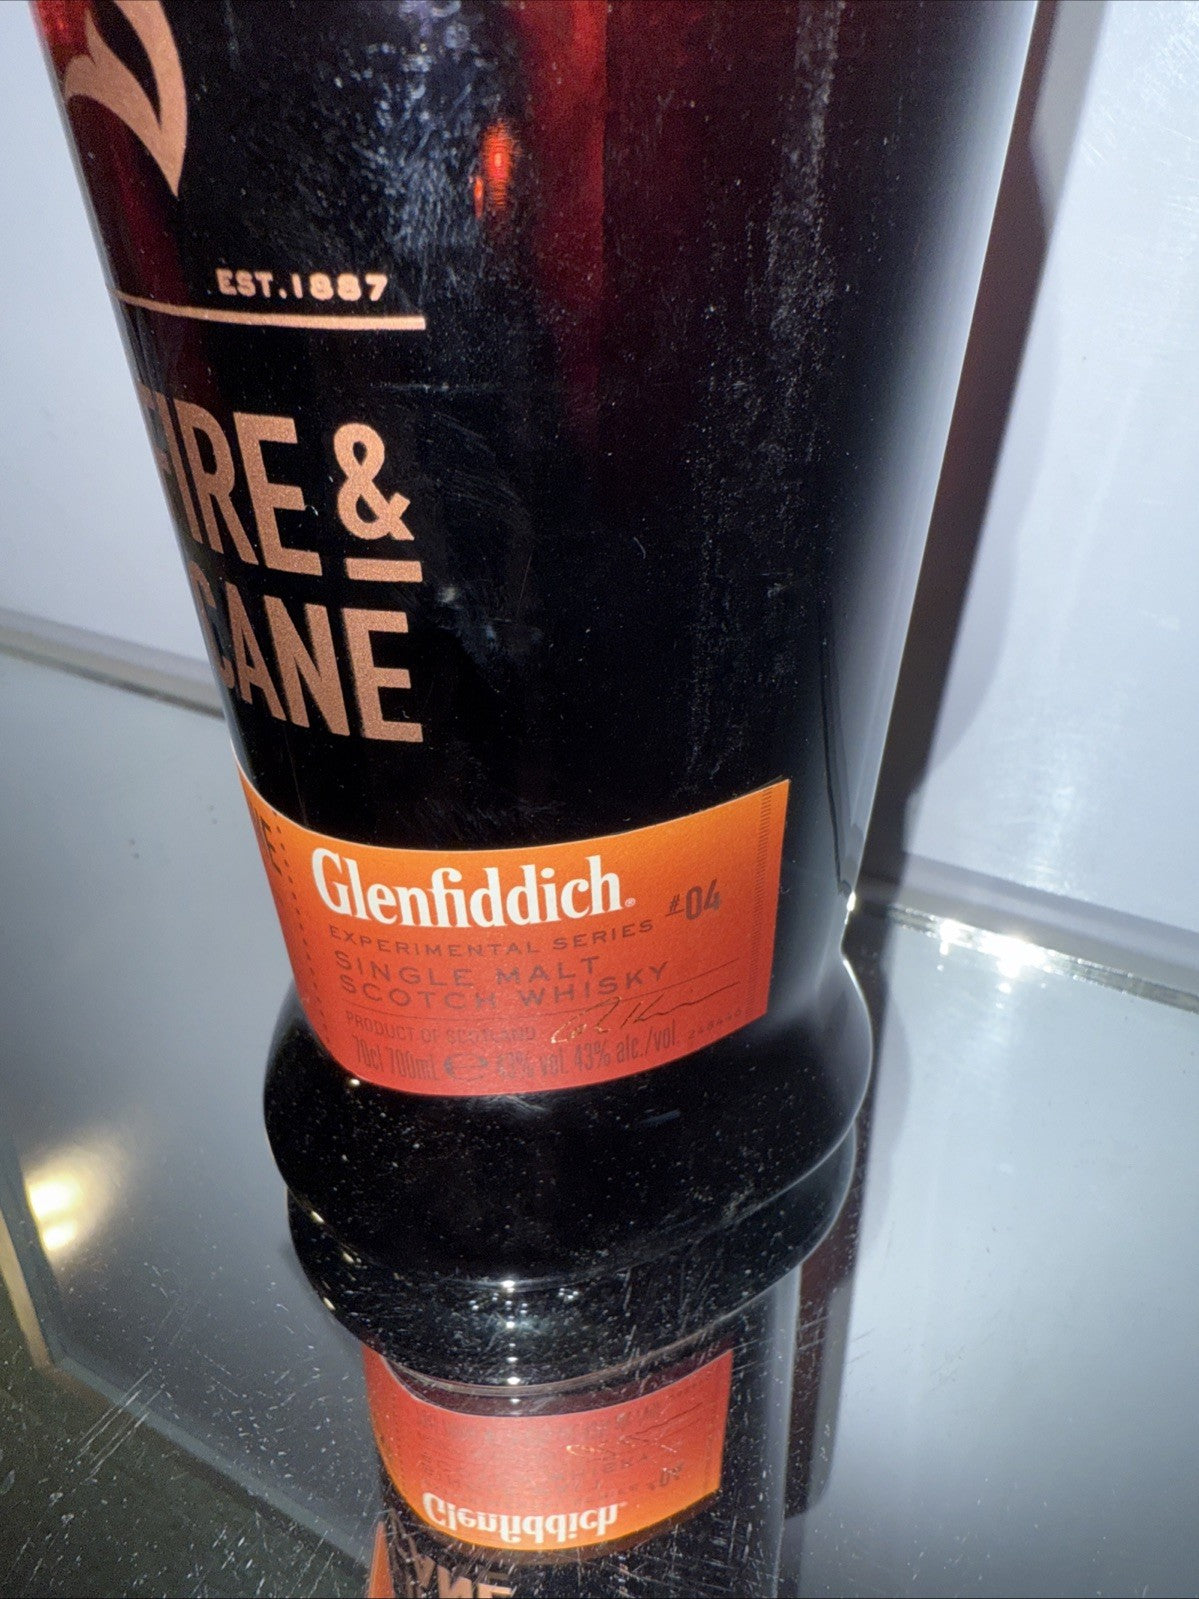 EST.1887
FIRE &
CANE
Glenfiddich®
EXPERIMENTAL SERIES #04
SINGLE MALT
SCOTCH WHISKY
PRODUCT OF SCOTLAND
70cl 700ml e 43% vol. 43% alc./vol.
Glenfiddich